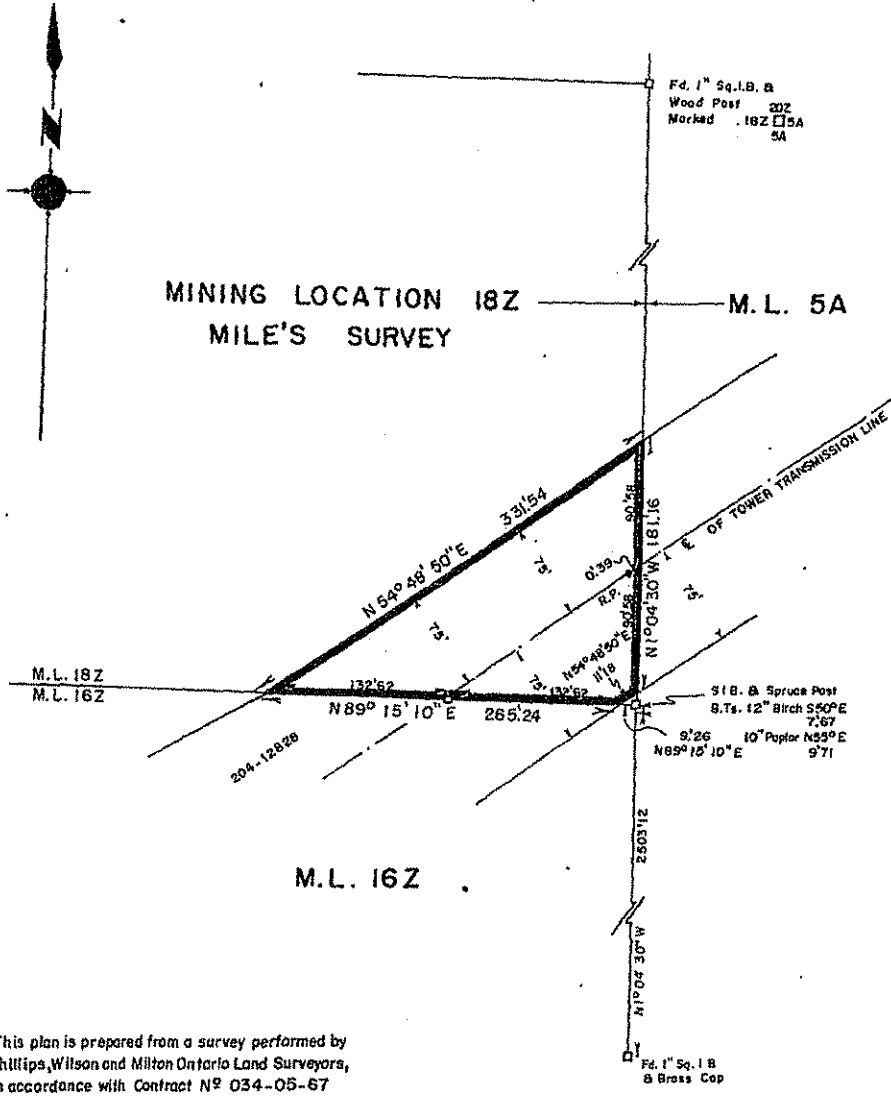 N
Fd. 1" Sq.I.B. &
Wood Post 20Z
Marked 18Z 5A
5A
MINING LOCATION 18Z
M.L. 5A
MILE'S SURVEY
℄ OF TOWER TRANSMISSION LINE
N 54° 48' 50" E 331.'54
90.'58
N1° 04' 30" W 181.16
75'
0.'39
R.P.
75'
90.'58
75'
N54° 48' 50" E
11.'18
75'
M.L. 18Z
M.L. 16Z
132.'62
132.'62
N89° 15' 10" E 265.'24
S I B. & Spruce Post
B.Ts. 12" Birch S50° E
7.'67
9.'26 10" Poplar N55° E
N89° 15' 10" E 9.'71
204-12828
2503.'12
M.L. 16Z
N1° 04' 30" W
This plan is prepared from a survey performed by
hillips, Wilson and Milton Ontario Land Surveyors,
n accordance with Contract Nº 034-05-67
Fd. 1" Sq. I B
& Brass Cap